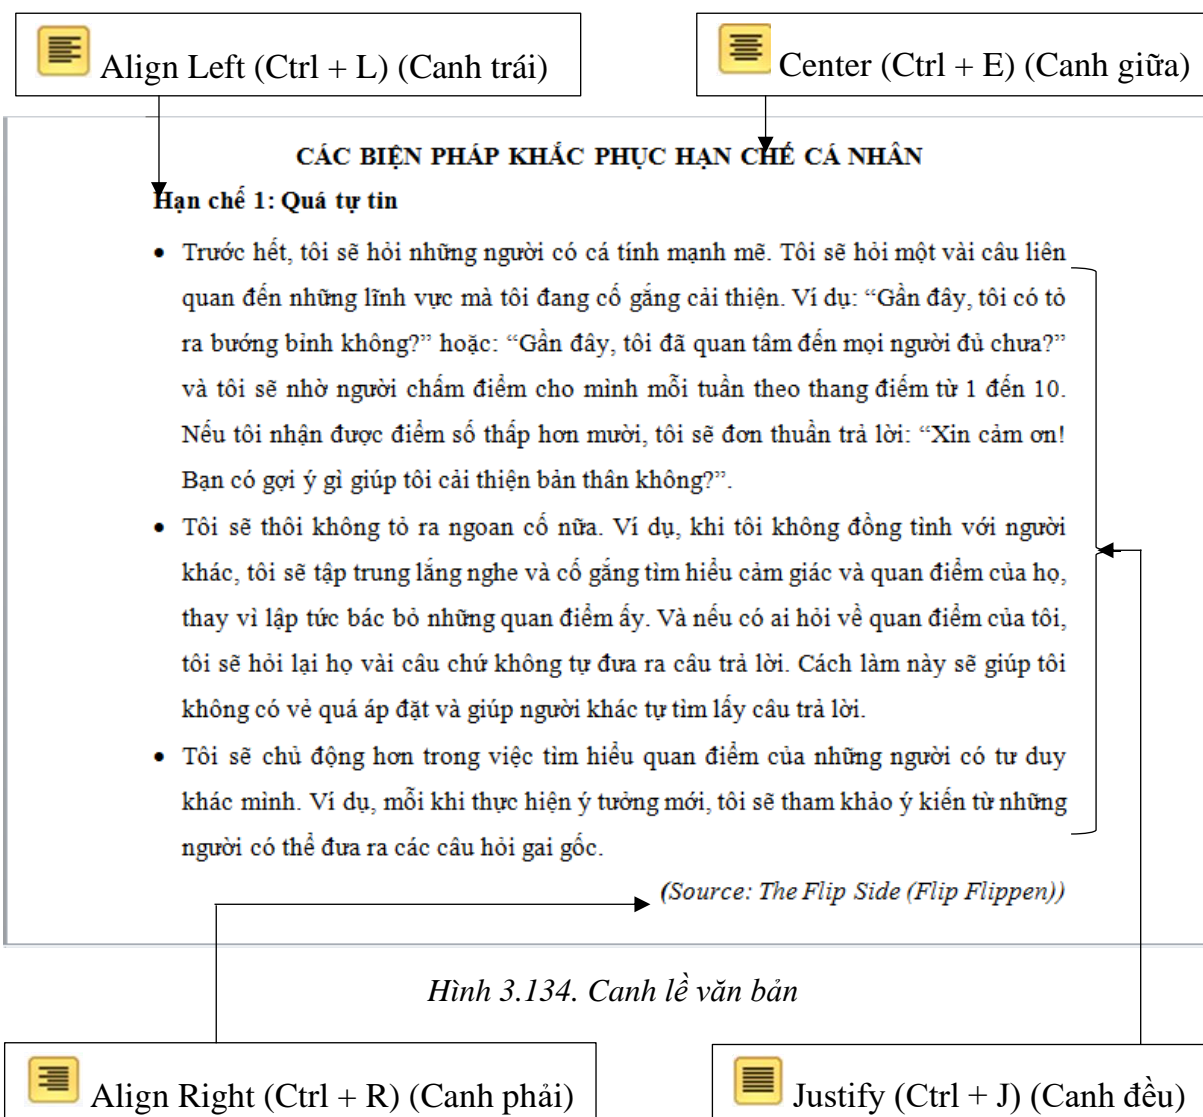 Align Left (Ctrl + L) (Canh trái)
Center (Ctrl + E) (Canh giữa)
CÁC BIỆN PHÁP KHẮC PHỤC HẠN CHẾ CÁ NHÂN
Hạn chế 1: Quá tự tin
• Trước hết, tôi sẽ hỏi những người có cá tính mạnh mẽ. Tôi sẽ hỏi một vài câu liên
quan đến những lĩnh vực mà tôi đang cố gắng cải thiện. Ví dụ: “Gần đây, tôi có tỏ
ra bướng bỉnh không?” hoặc: “Gần đây, tôi đã quan tâm đến mọi người đủ chưa?”
và tôi sẽ nhờ người chấm điểm cho mình mỗi tuần theo thang điếm từ 1 đến 10.
Nếu tôi nhận được điểm số thấp hơn mười, tôi sẽ đơn thuần trả lời: “Xin cảm ơn!
Bạn có gợi ý gì giúp tôi cải thiện bản thân không?”.
• Tôi sẽ thôi không tỏ ra ngoan cố nữa. Ví dụ, khi tôi không đồng tình với người
khác, tôi sẽ tập trung lắng nghe và cố gắng tìm hiểu cảm giác và quan điểm của họ,
thay vì lập tức bác bỏ những quan điểm ấy. Và nếu có ai hỏi về quan điểm của tôi,
tôi sẽ hỏi lại họ vài câu chứ không tự đưa ra câu trả lời. Cách làm này sẽ giúp tôi
không có vẻ quá áp đặt và giúp người khác tự tìm lấy câu trả lời.
• Tôi sẽ chủ động hơn trong việc tìm hiểu quan điểm của những người có tư duy
khác mình. Ví dụ, mỗi khi thực hiện ý tưởng mới, tôi sẽ tham khảo ý kiến từ những
người có thể đưa ra các câu hỏi gai gốc.
(Source: The Flip Side (Flip Flippen))
Hình 3.134. Canh lề văn bản
Align Right (Ctrl + R) (Canh phải)
Justify (Ctrl + J) (Canh đều)